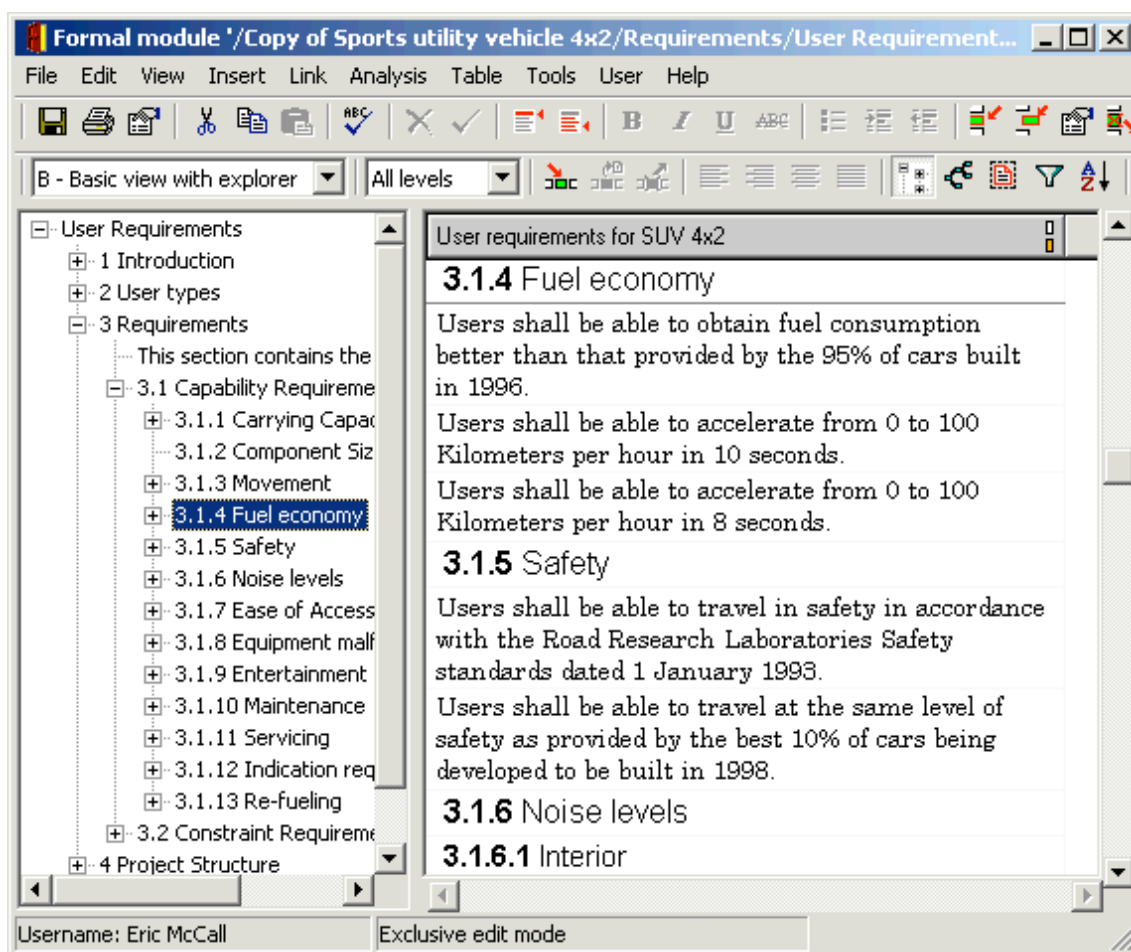 Formal module '/Copy of Sports utility vehicle 4x2/Requirements/User Requirement...
File Edit View Insert Link Analysis Table Tools User Help
ABC
B I U ABC
B - Basic view with explorer
All levels
A
Z
User Requirements
1 Introduction
2 User types
3 Requirements
This section contains the
3.1 Capability Requireme
3.1.1 Carrying Capac
3.1.2 Component Siz
3.1.3 Movement
3.1.4 Fuel economy
3.1.5 Safety
3.1.6 Noise levels
3.1.7 Ease of Access
3.1.8 Equipment malf
3.1.9 Entertainment
3.1.10 Maintenance
3.1.11 Servicing
3.1.12 Indication req
3.1.13 Re-fueling
3.2 Constraint Requireme
4 Project Structure
User requirements for SUV 4x2
3.1.4 Fuel economy
Users shall be able to obtain fuel consumption
better than that provided by the 95% of cars built
in 1996.
Users shall be able to accelerate from 0 to 100
Kilometers per hour in 10 seconds.
Users shall be able to accelerate from 0 to 100
Kilometers per hour in 8 seconds.
3.1.5 Safety
Users shall be able to travel in safety in accordance
with the Road Research Laboratories Safety
standards dated 1 January 1993.
Users shall be able to travel at the same level of
safety as provided by the best 10% of cars being
developed to be built in 1998.
3.1.6 Noise levels
3.1.6.1 Interior
Username: Eric McCall
Exclusive edit mode